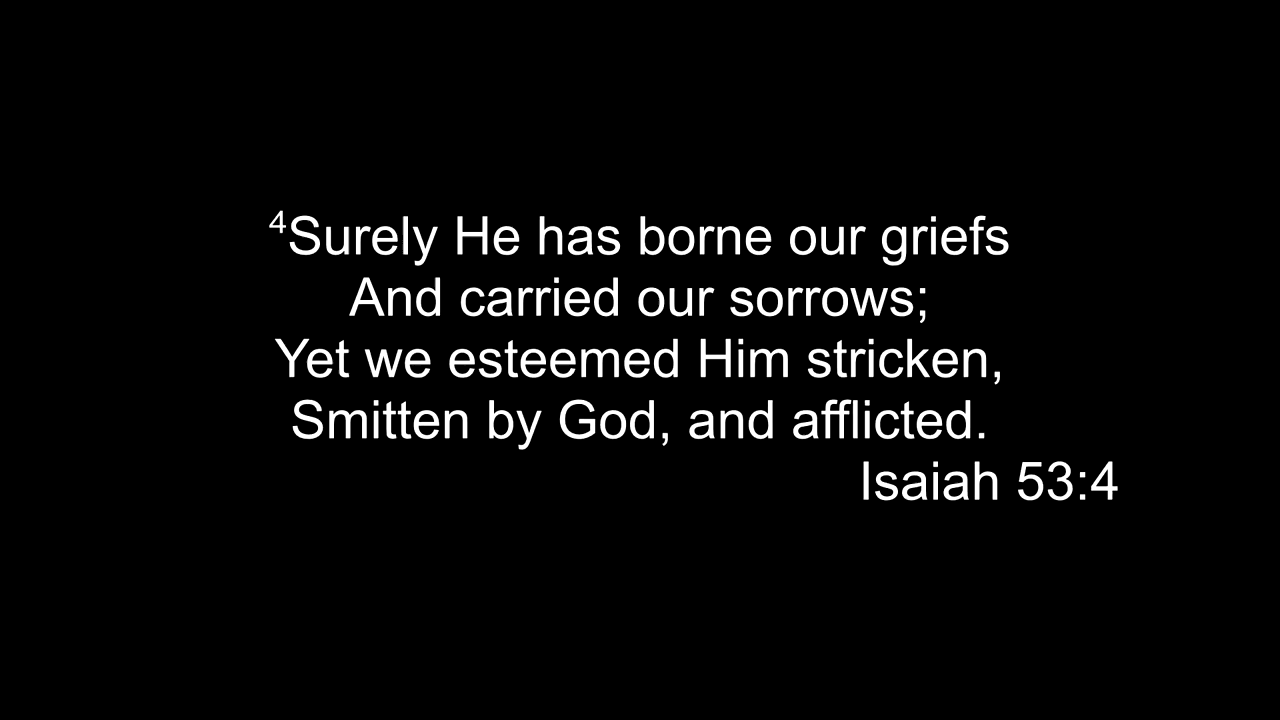 ⁴Surely He has borne our griefs
And carried our sorrows;
Yet we esteemed Him stricken,
Smitten by God, and afflicted.
Isaiah 53:4